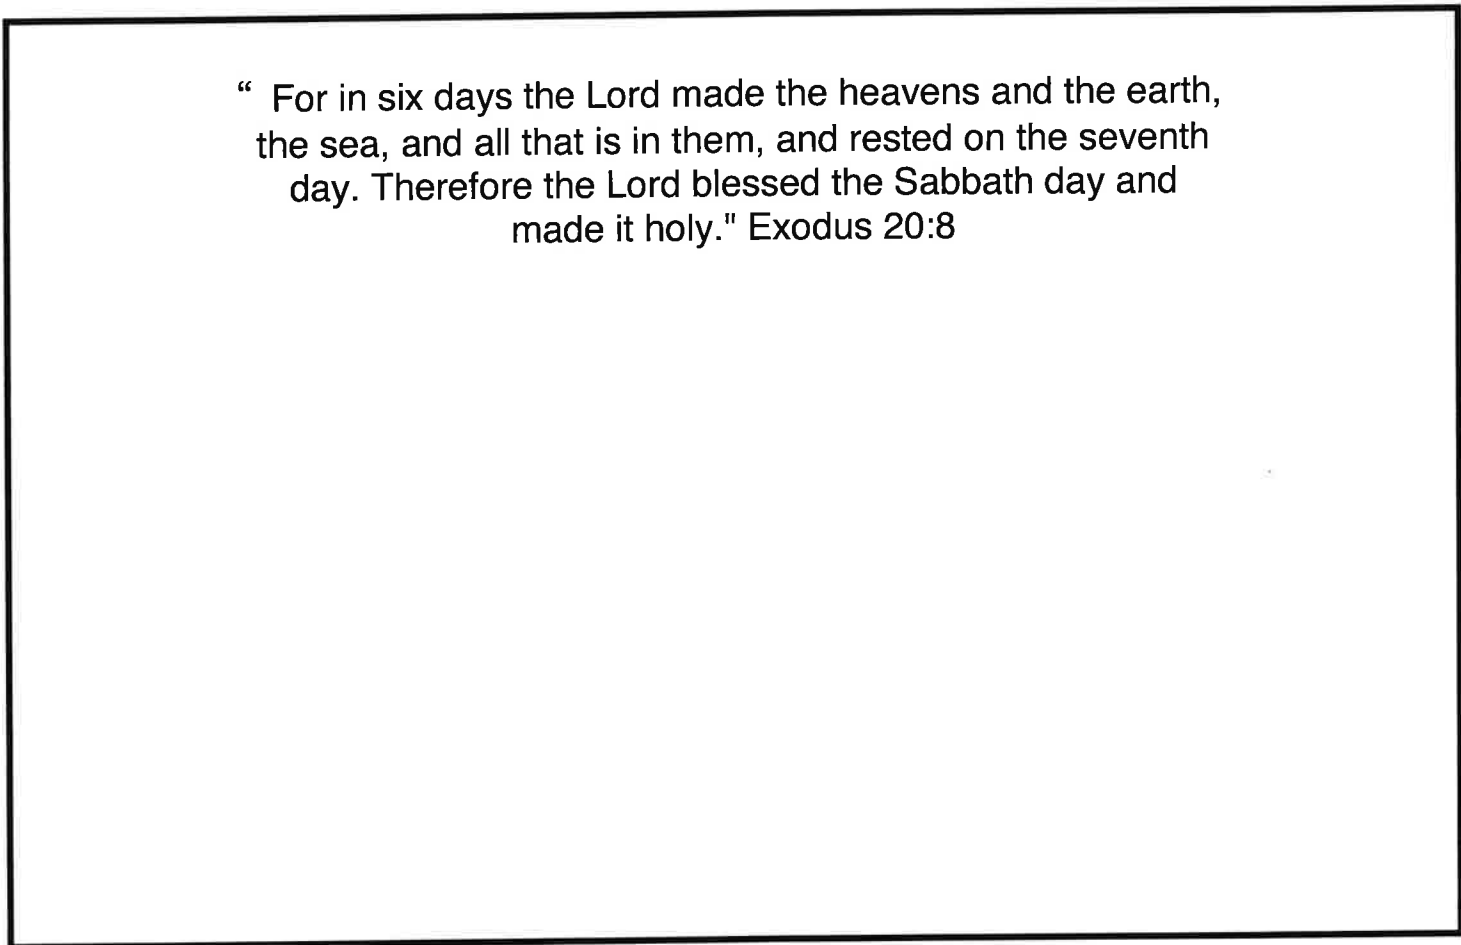 “ For in six days the Lord made the heavens and the earth,
the sea, and all that is in them, and rested on the seventh
day. Therefore the Lord blessed the Sabbath day and
made it holy." Exodus 20:8